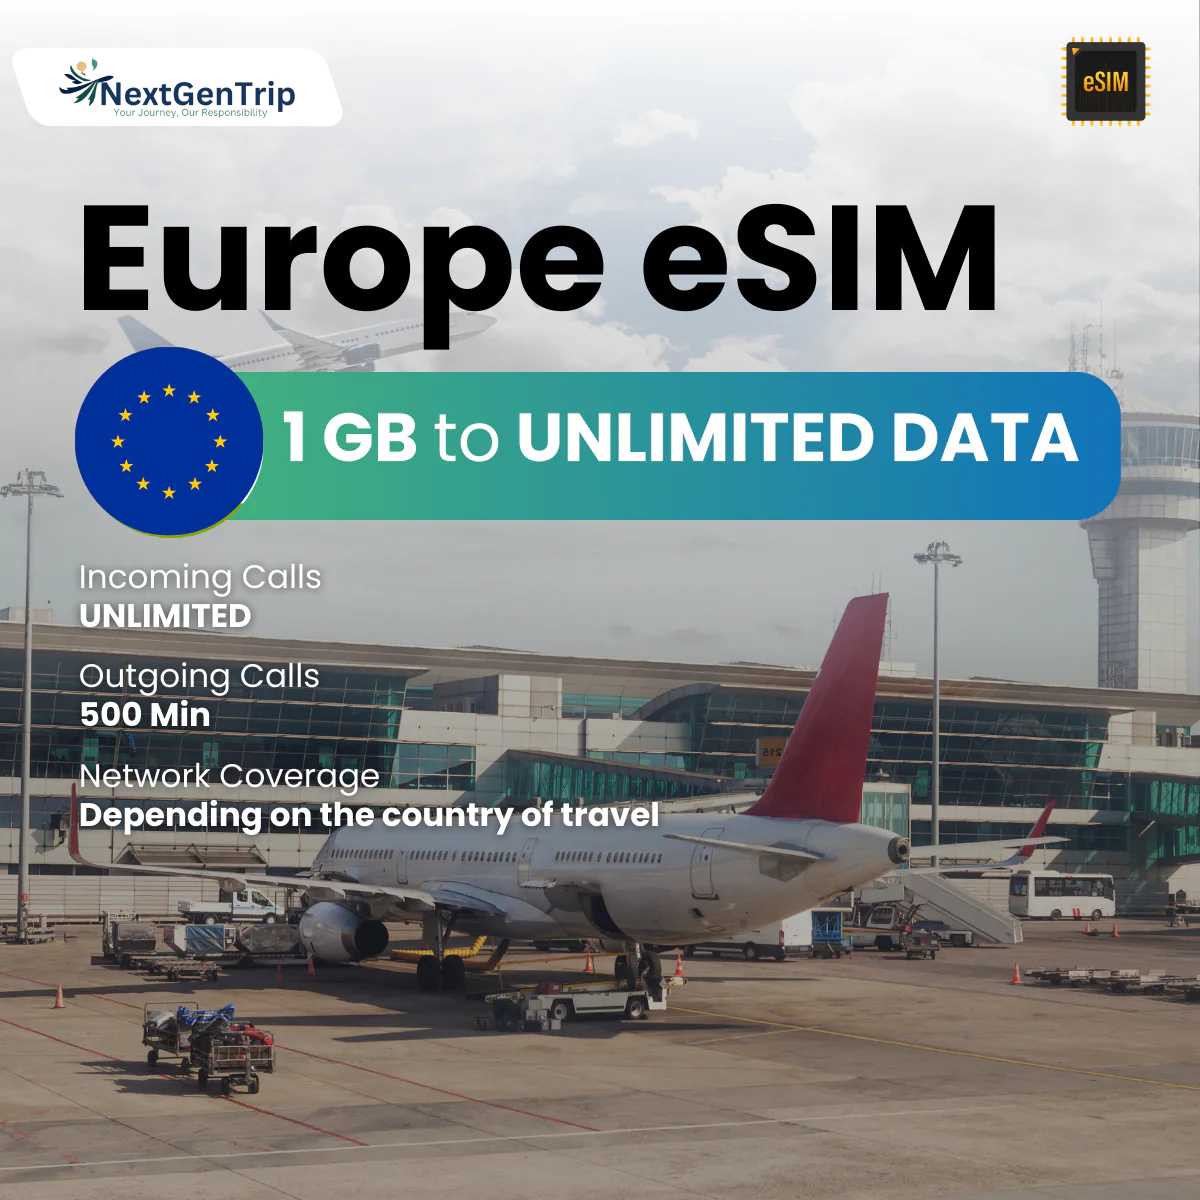 NextGenTrip
Your Journey, Our Responsibility
eSIM
Europe eSIM
1 GB to UNLIMITED DATA
Incoming Calls
UNLIMITED
Outgoing Calls
500 Min
Network Coverage
Depending on the country of travel
215